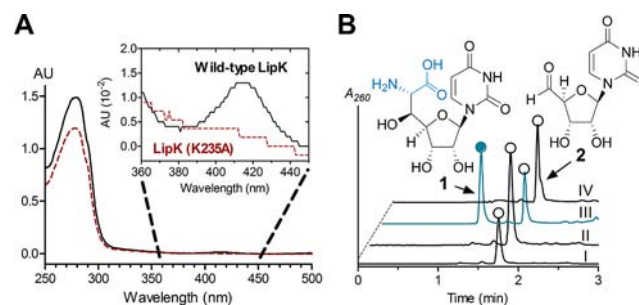 A
AU
1.5
1.0
0.5
0.0
250 300 350 400 450 500
Wavelength (nm)
AU (10⁻²)
2.0
1.5
1.0
0.5
0.0
Wild-type LipK
LipK (K235A)
360 380 400 420 440
Wavelength (nm)
B
A260
H₂N
O
OH
HO
O
N
NH
O
O
HO OH
1
O
H
O
N
NH
O
O
HO OH
2
IV
III
II
I
0 1 2 3
Time (min)